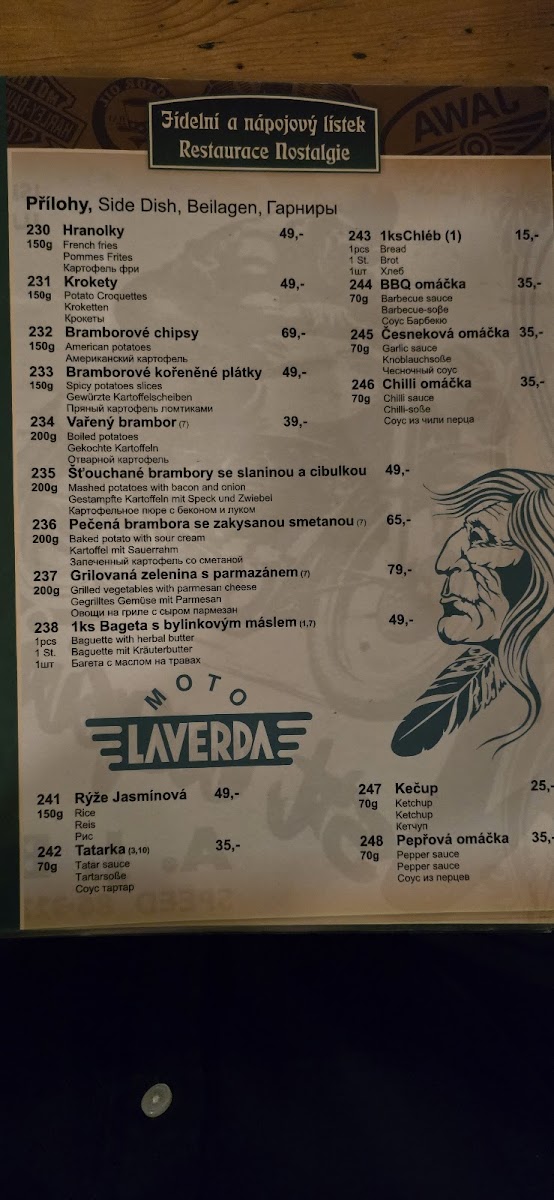 Jídelní a nápojový lístek
Restaurace Nostalgie
AWAJ
Přílohy, Side Dish, Beilagen, Гарниры
230 Hranolky 49,-
150g French fries
Pommes Frites
Картофель фри
231 Krokety 49,-
150g Potato Croquettes
Kroketten
Крокеты
232 Bramborové chipsy 69,-
150g American potatoes
Американский картофель
233 Bramborové kořeněné plátky 49,-
150g Spicy potatoes slices
Gewürzte Kartoffelscheiben
Пряный картофель ломтиками
234 Vařený brambor (7) 39,-
200g Boiled potatoes
Gekochte Kartoffeln
Отварной картофель
235 Šťouchané brambory se slaninou a cibulkou 49,-
200g Mashed potatoes with bacon and onion
Gestampfte Kartoffeln mit Speck und Zwiebel
Картофельное пюре с беконом и луком
236 Pečená brambora se zakysanou smetanou (7) 65,-
200g Baked potato with sour cream
Kartoffel mit Sauerrahm
Запеченный картофель со сметаной
237 Grilovaná zelenina s parmazánem (7) 79,-
200g Grilled vegetables with parmesan cheese
Gegrilltes Gemüse mit Parmesan
Овощи на гриле с сыром пармезан
238 1ks Bageta s bylinkovým máslem (1,7) 49,-
1pcs Baguette with herbal butter
1 St. Baguette mit Kräuterbutter
1шт Багета с маслом на травах
243 1ksChléb (1) 15,-
1pcs Bread
1 St. Brot
1шт Хлеб
244 BBQ omáčka 35,-
70g Barbecue sauce
Barbecue-soße
Соус Барбекю
245 Česneková omáčka 35,-
70g Garlic sauce
Knoblauchsoße
Чесночный соус
246 Chilli omáčka 35,-
70g Chilli sauce
Chilli-soße
Соус из чили перца
MOTO
LAVERDA
241 Rýže Jasmínová 49,-
150g Rice
Reis
Рис
242 Tatarka (3,10) 35,-
70g Tatar sauce
Tartarsoße
Соус тартар
247 Kečup 25,-
70g Ketchup
Ketchup
Кетчуп
248 Pepřová omáčka 35,-
70g Pepper sauce
Pepper sauce
Соус из перцев